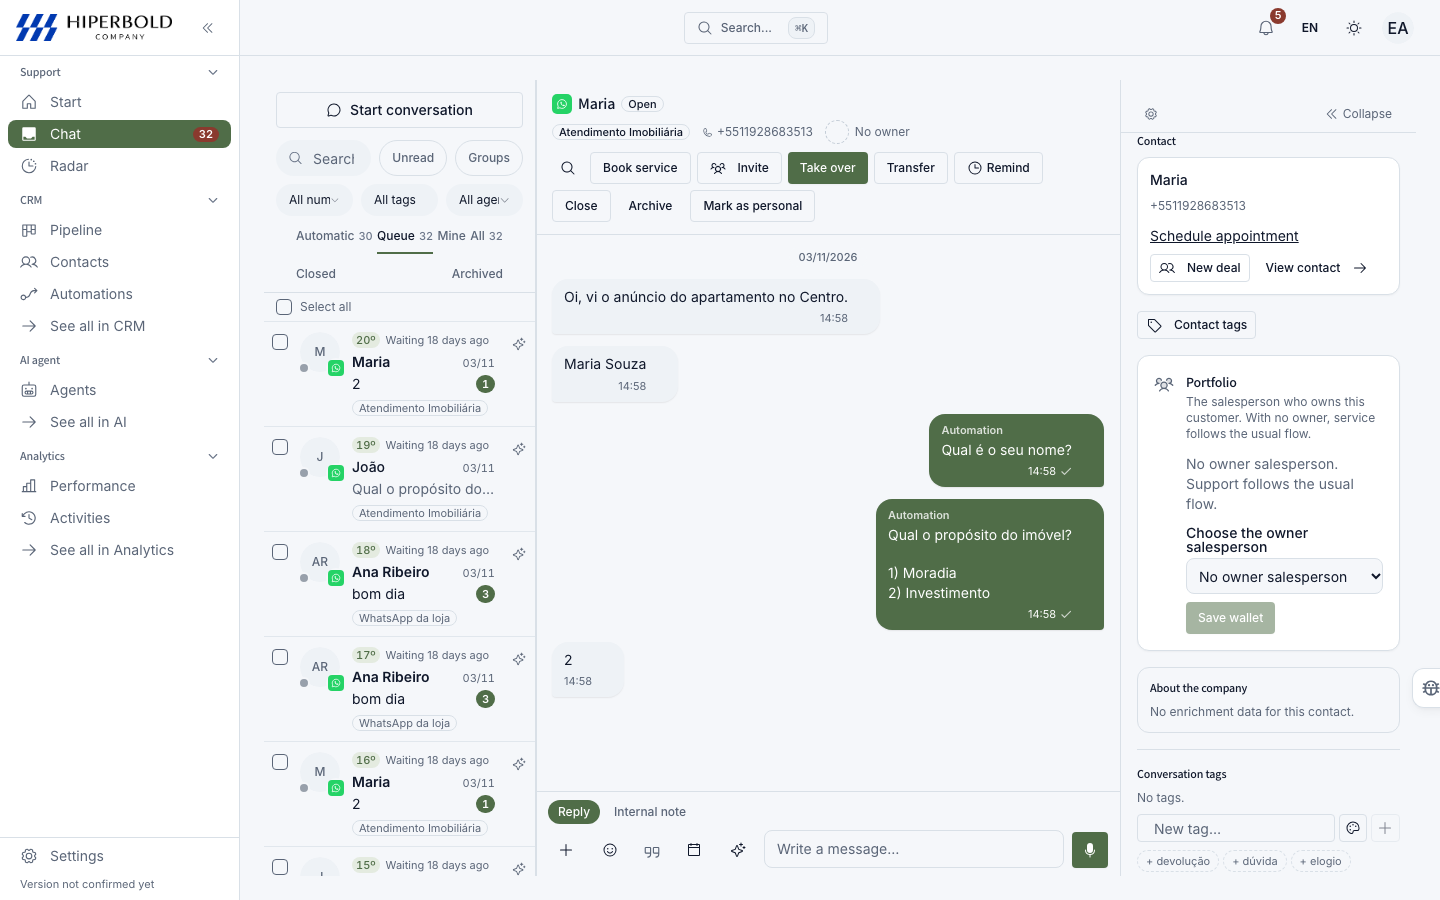 HIPERBOLD
COMPANY
Search...
⌘K
5
EN
EA
Support
Start
Chat
32
Radar
CRM
Pipeline
Contacts
Automations
See all in CRM
AI agent
Agents
See all in AI
Analytics
Performance
Activities
See all in Analytics
Settings
Version not confirmed yet
Start conversation
Search
Unread
Groups
All num
All tags
All age
Automatic 30
Queue 32
Mine
All 32
Closed
Archived
Select all
M
20º Waiting 18 days ago
Maria 03/11
2 1
Atendimento Imobiliária
J
19º Waiting 18 days ago
João 03/11
Qual o propósito do...
Atendimento Imobiliária
AR
18º Waiting 18 days ago
Ana Ribeiro 03/11
bom dia 3
WhatsApp da loja
AR
17º Waiting 18 days ago
Ana Ribeiro 03/11
bom dia 3
WhatsApp da loja
M
16º Waiting 18 days ago
Maria 03/11
2 1
Atendimento Imobiliária
15º Waiting 18 days ago
Maria Open
Atendimento Imobiliária +5511928683513 No owner
Book service
Invite
Take over
Transfer
Remind
Close
Archive
Mark as personal
03/11/2026
Oi, vi o anúncio do apartamento no Centro.
14:58
Maria Souza
14:58
Automation
Qual é o seu nome?
14:58
Automation
Qual o propósito do imóvel?
1) Moradia
2) Investimento
14:58
2
14:58
Reply
Internal note
Write a message...
Collapse
Contact
Maria
+5511928683513
Schedule appointment
New deal
View contact
Contact tags
Portfolio
The salesperson who owns this
customer. With no owner, service
follows the usual flow.
No owner salesperson.
Support follows the usual
flow.
Choose the owner
salesperson
No owner salesperson
Save wallet
About the company
No enrichment data for this contact.
Conversation tags
No tags.
New tag...
+ devolução
+ dúvida
+ elogio